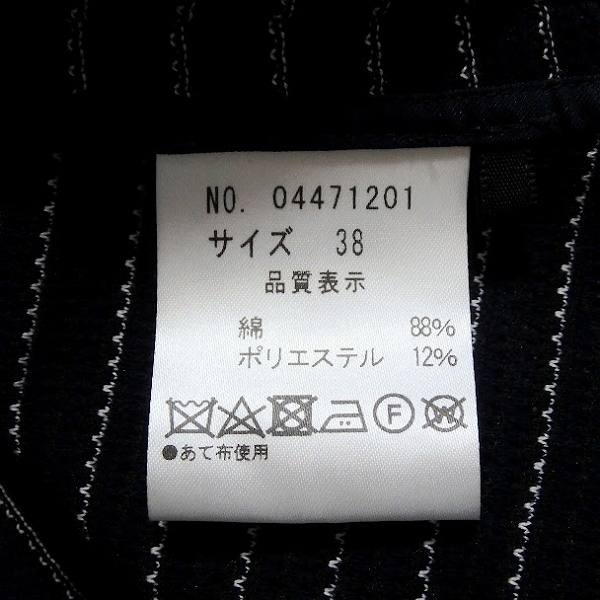 NO. 04471201
サイズ 38
品質表示
綿 88%
ポリエステル 12%
F W
●あて布使用